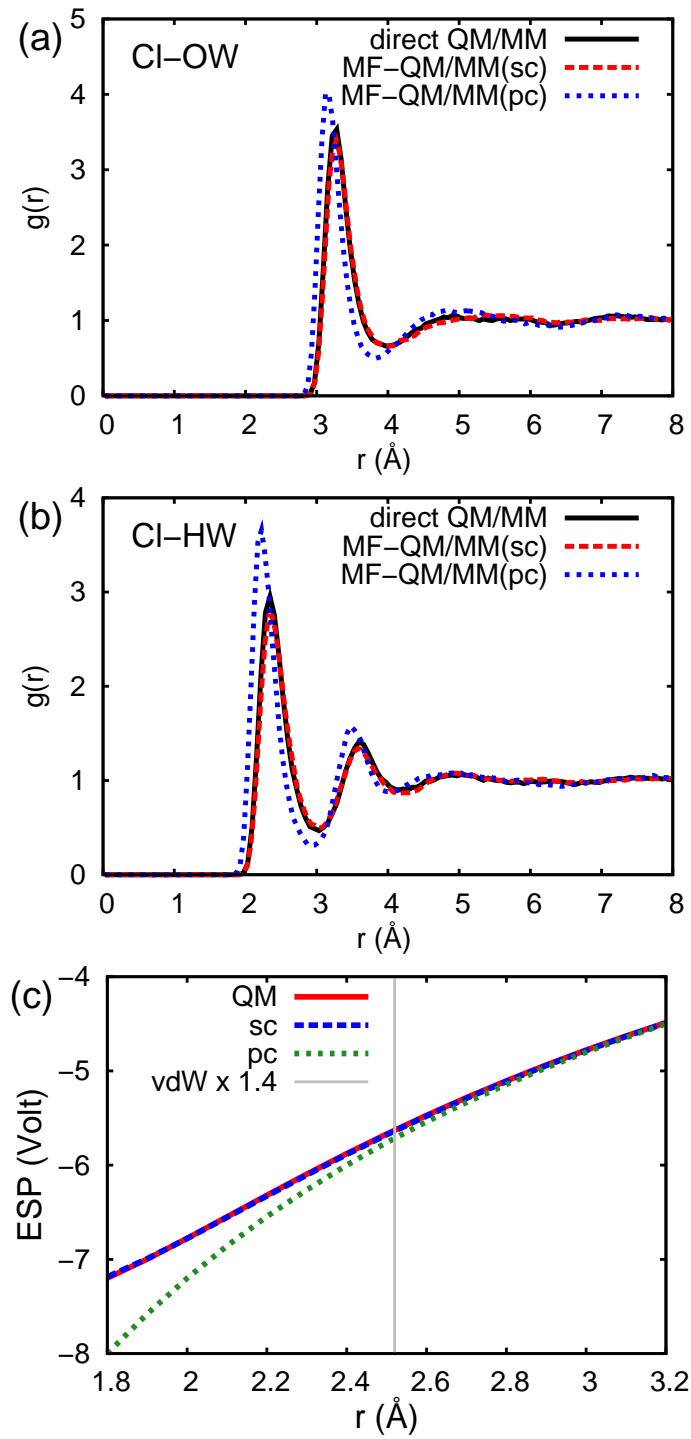 (a)
Cl–OW
direct QM/MM
MF–QM/MM(sc)
MF–QM/MM(pc)
5
4
3
2
1
0
g(r)
0 1 2 3 4 5 6 7 8
r (Å)
(b)
Cl–HW
direct QM/MM
MF–QM/MM(sc)
MF–QM/MM(pc)
4
3
2
1
0
g(r)
0 1 2 3 4 5 6 7 8
r (Å)
(c)
QM
sc
pc
vdW x 1.4
−4
−5
−6
−7
−8
ESP (Volt)
1.8 2 2.2 2.4 2.6 2.8 3 3.2
r (Å)